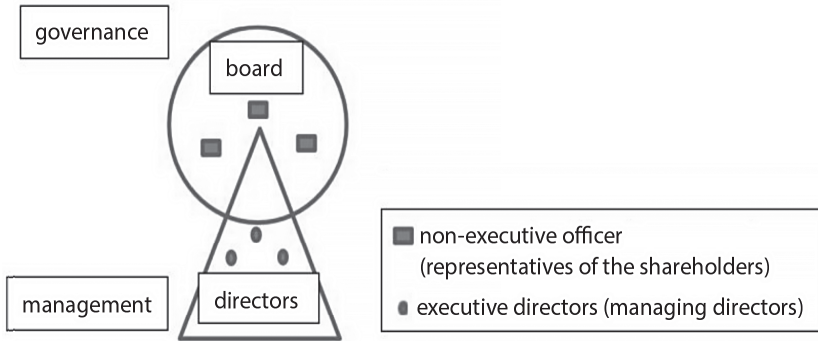 governance
board
non-executive officer
(representatives of the shareholders)
executive directors (managing directors)
management
directors